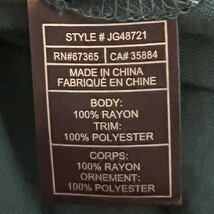 STYLE # JG48721
RN#67365 CA# 35884
MADE IN CHINA
FABRIQUÉ EN CHINE
BODY:
100% RAYON
TRIM:
100% POLYESTER
CORPS:
100% RAYON
ORNEMENT:
100% POLYESTER